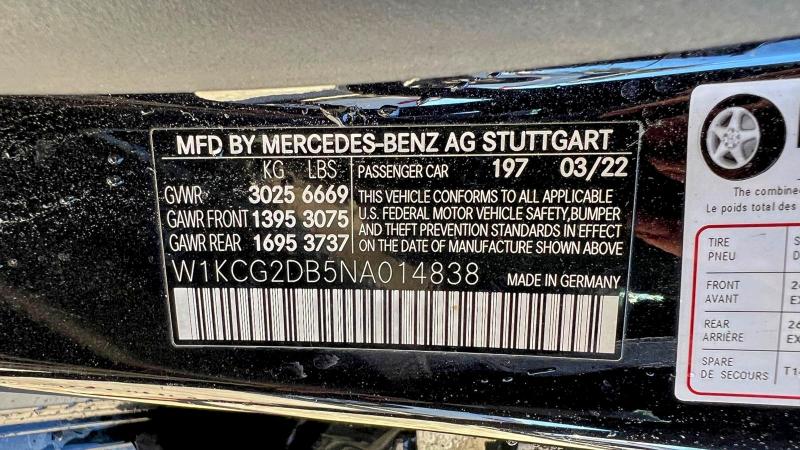 MFD BY MERCEDES-BENZ AG STUTTGART
KG LBS PASSENGER CAR 197 03/22
GVWR 3025 6669
GAWR FRONT 1395 3075
GAWR REAR 1695 3737
THIS VEHICLE CONFORMS TO ALL APPLICABLE
U.S. FEDERAL MOTOR VEHICLE SAFETY,BUMPER
AND THEFT PREVENTION STANDARDS IN EFFECT
ON THE DATE OF MANUFACTURE SHOWN ABOVE
W1KCG2DB5NA014838 MADE IN GERMANY
The combine
Le poids total des
TIRE
PNEU
FRONT
AVANT
REAR
ARRIÈRE
SPARE
DE SECOURS